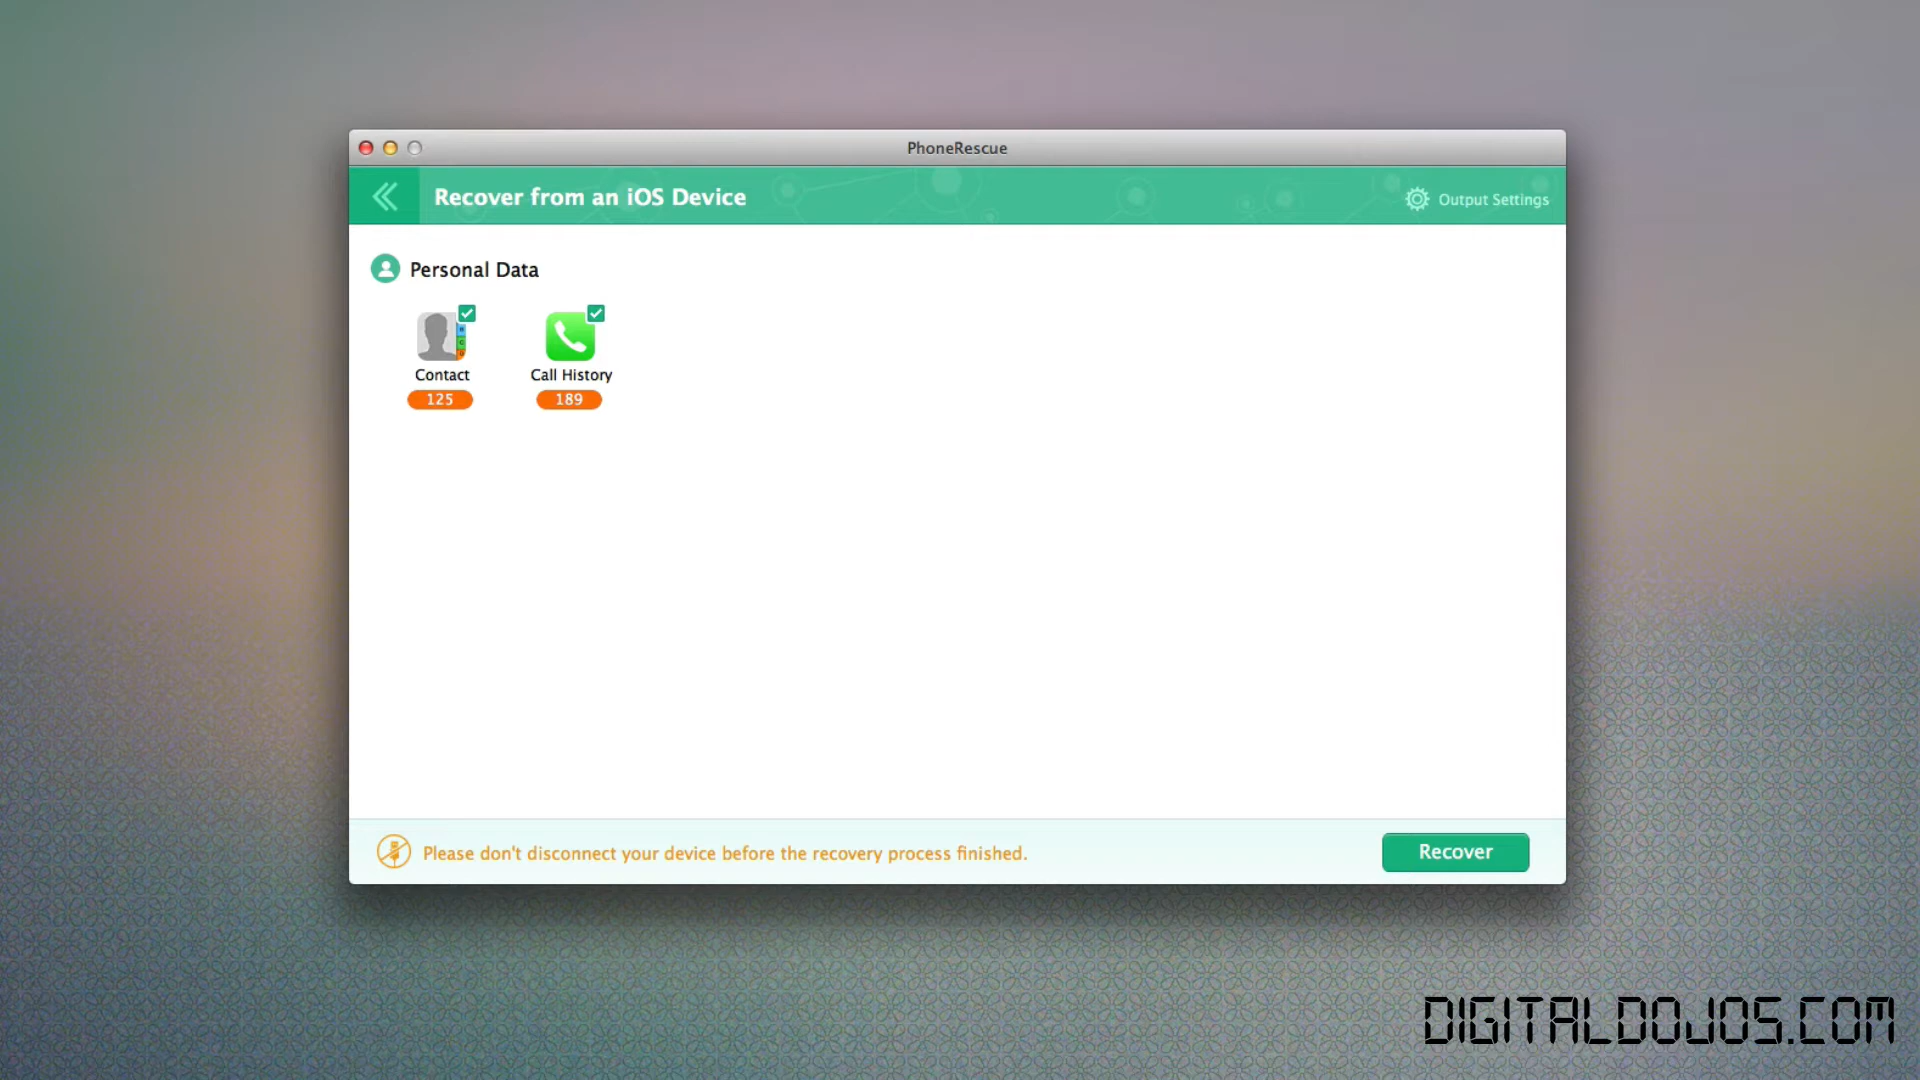 PhoneRescue
Recover from an iOS Device
Output Settings
Personal Data
Contact
Call History
125
189
Please don't disconnect your device before the recovery process finished.
Recover
DIGITALDOJOS.COM